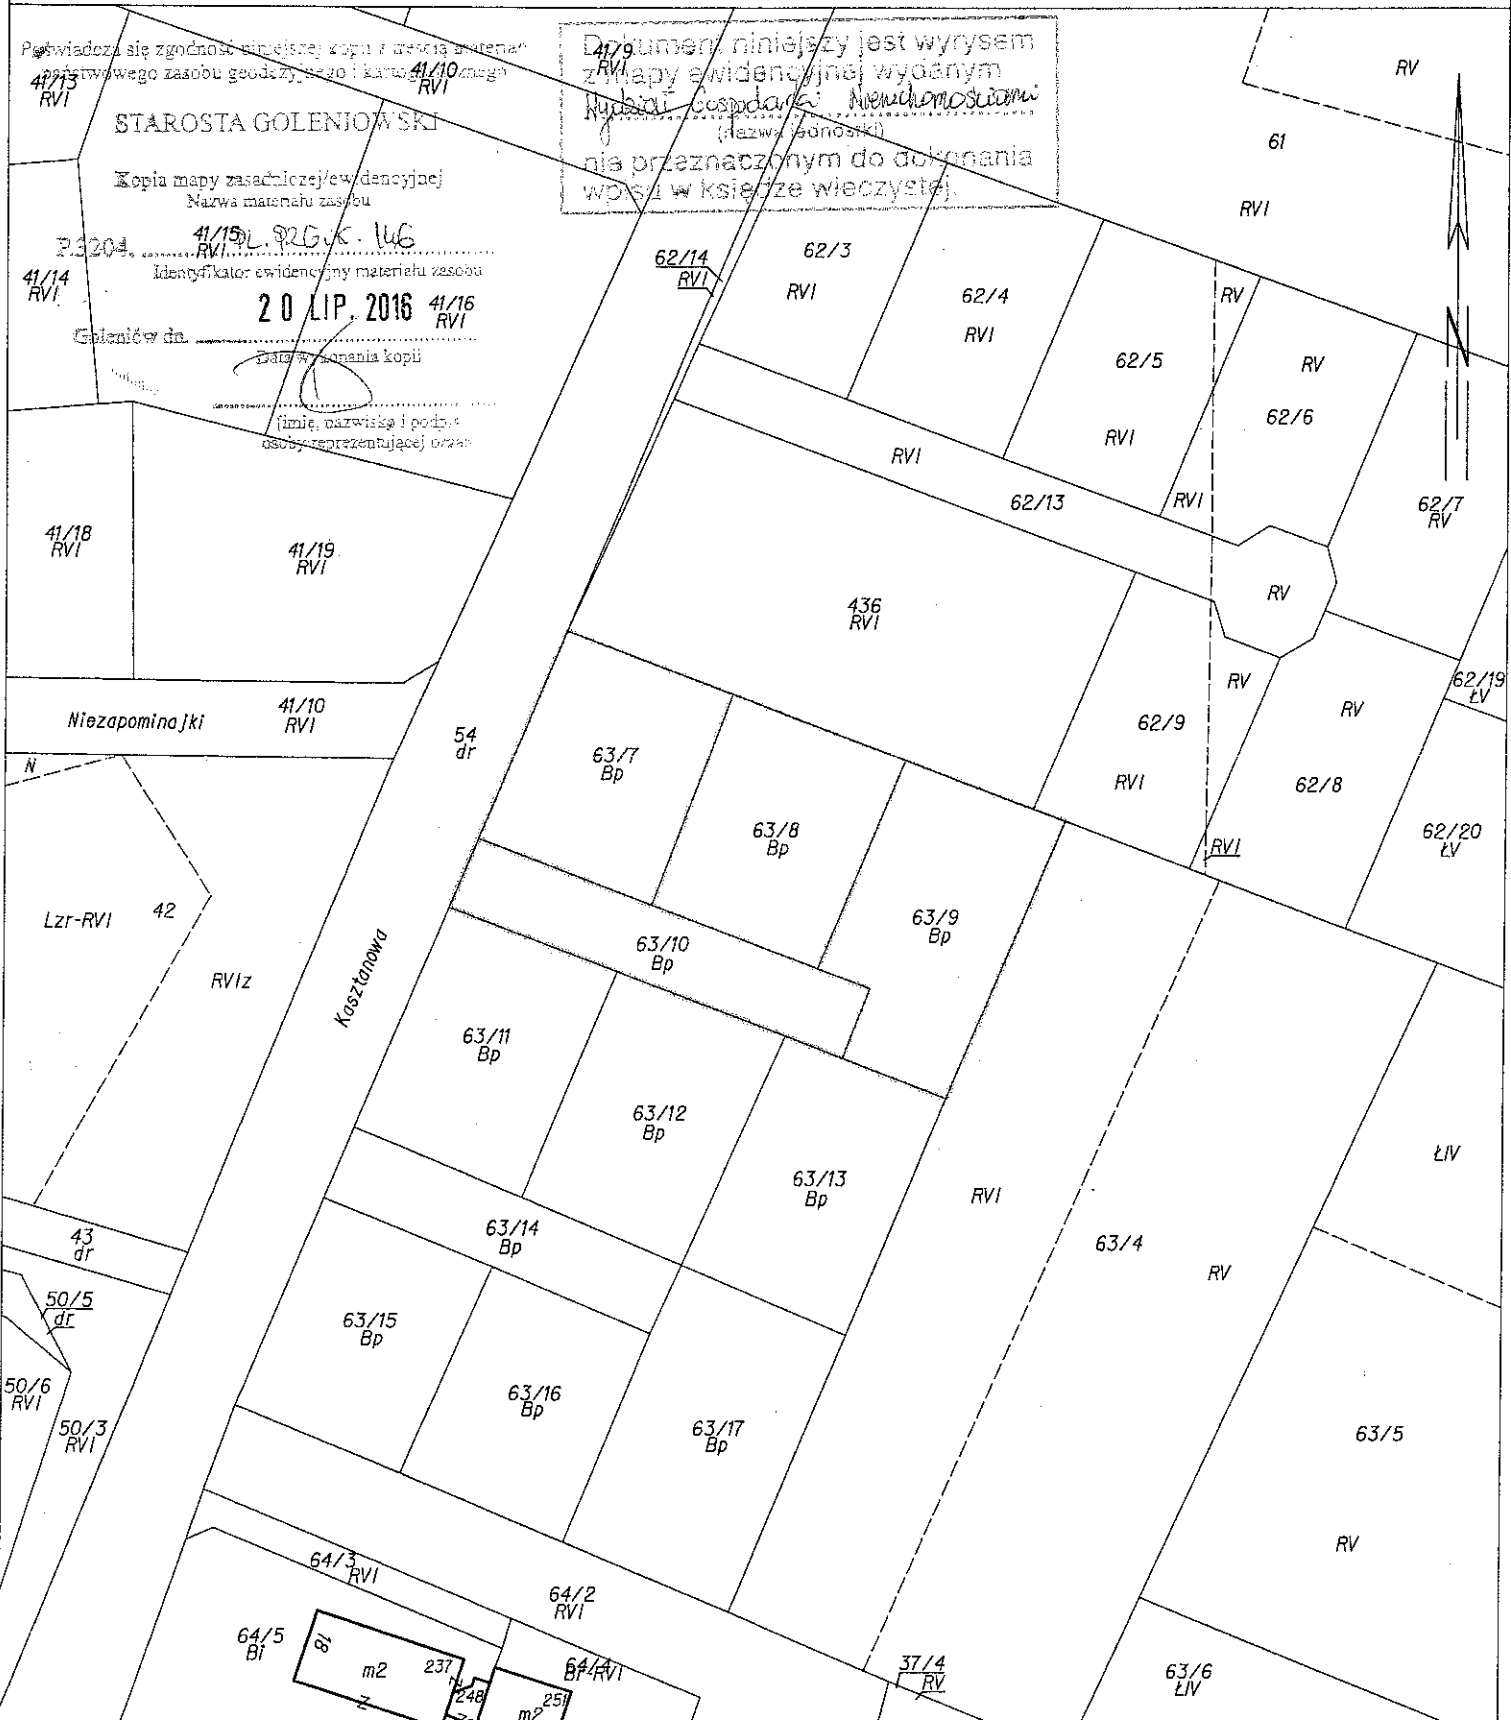 Poświadcza się zgodność niniejszej kopii z treścią materiału
państwowego zasobu geodezyjnego i kartograficznego
STAROSTA GOLENIOWSKI
Kopia mapy zasadniczej/ewidencyjnej
Nazwa materiału zasobu
P.3204.
Identyfikator ewidencyjny materiału zasobu
20 LIP. 2016
Goleniów dn.
Data wykonania kopii
(imię, nazwisko i podpis
osoby reprezentującej organ
Dokument niniejszy jest wyrysem
z mapy ewidencyjnej wydanym
Wydział Gospodarki Nieruchomościami
(nazwa jednostki)
nie przeznaczonym do dokonania
wpisu w księdze wieczystej.
41/13
RVI
41/10
RVI
41/9
RVI
RV
61
RVI
41/15
RVI
41/14
RVI
41/16
RVI
62/14
RVI
62/3
RVI
62/4
RVI
62/5
RVI
RV
RV
62/6
N
62/7
RV
RVI
62/13
RVI
RV
41/18
RVI
41/19
RVI
436
RVI
62/9
RVI
RV
RV
62/8
62/19
ŁV
62/20
ŁV
RVI
Niezapominajki
41/10
RVI
54
dr
N
Lzr-RVI
42
RVIz
Kasztanowa
63/7
Bp
63/8
Bp
63/9
Bp
63/10
Bp
63/11
Bp
63/12
Bp
63/13
Bp
RVI
63/4
RV
ŁIV
43
dr
50/5
dr
50/6
RVI
50/3
RVI
63/14
Bp
63/15
Bp
63/16
Bp
63/17
Bp
63/5
RV
64/3
RVI
64/2
RVI
64/5
Bi
18
m2
237
Z
248
m2
251
64/4
Br-RVI
37/4
RV
63/6
ŁIV